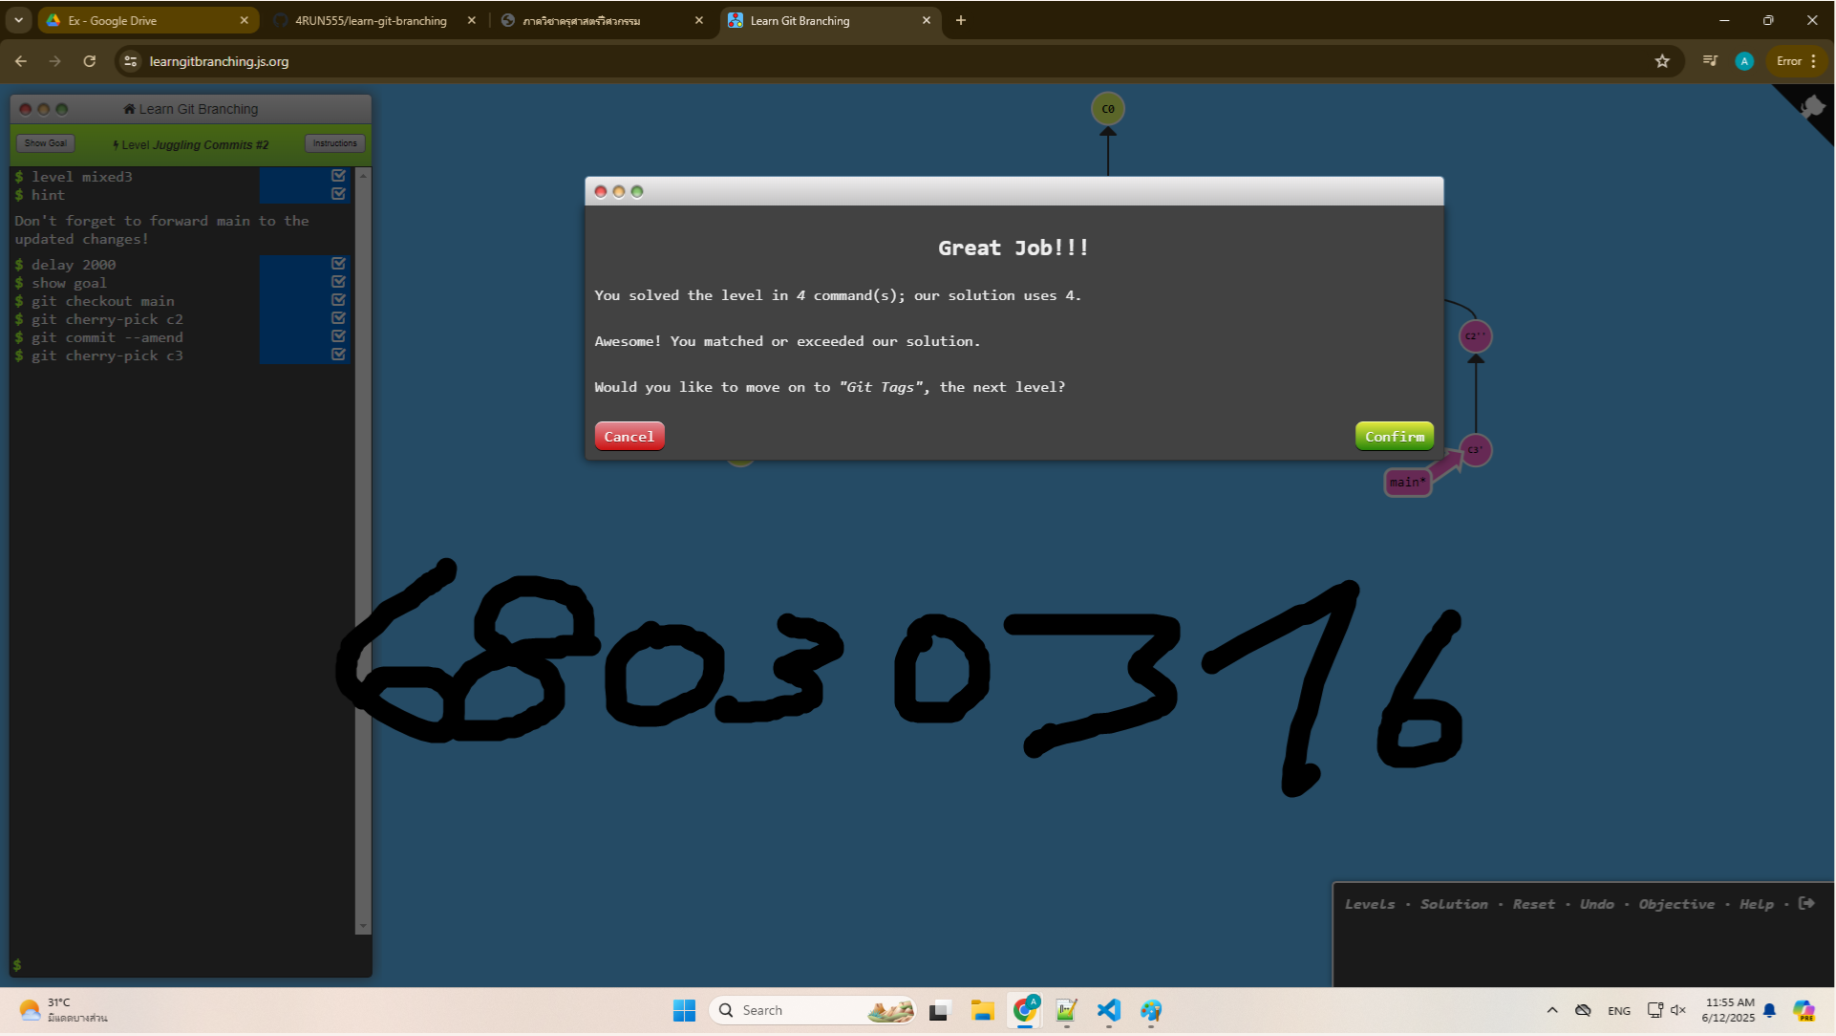 Ex - Google Drive
4RUN555/learn-git-branching
ภาควิชาครุศาสตร์วิศวกรรม
Learn Git Branching
learngitbranching.js.org
A
Error
Learn Git Branching
Show Goal
Level Juggling Commits #2
Instructions
$ level mixed3
$ hint
Don't forget to forward main to the
updated changes!
$ delay 2000
$ show goal
$ git checkout main
$ git cherry-pick c2
$ git commit --amend
$ git cherry-pick c3
$
C0
Great Job!!!
You solved the level in 4 command(s); our solution uses 4.
Awesome! You matched or exceeded our solution.
Would you like to move on to "Git Tags", the next level?
Cancel
Confirm
C2''
C3'
main*
68030376
Levels · Solution · Reset · Undo · Objective · Help ·
31°C
มีแดดบางส่วน
Search
A
ENG
11:55 AM
6/12/2025
PRE